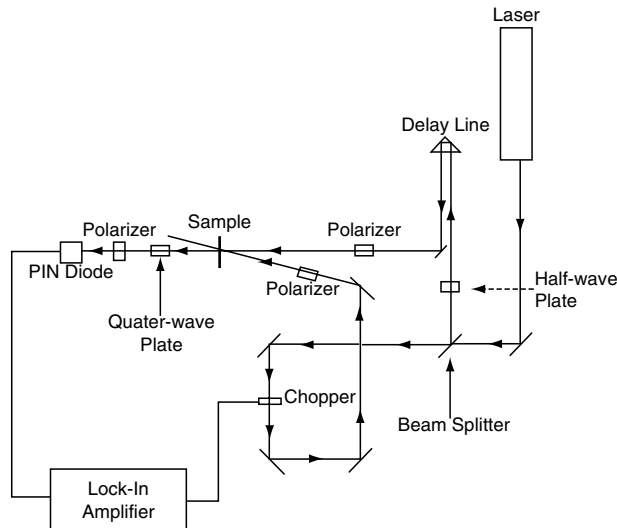 Laser
Delay Line
Sample
Polarizer
Polarizer
PIN Diode
Polarizer
Half-wave
Plate
Quater-wave
Plate
Chopper
Beam Splitter
Lock-In
Amplifier